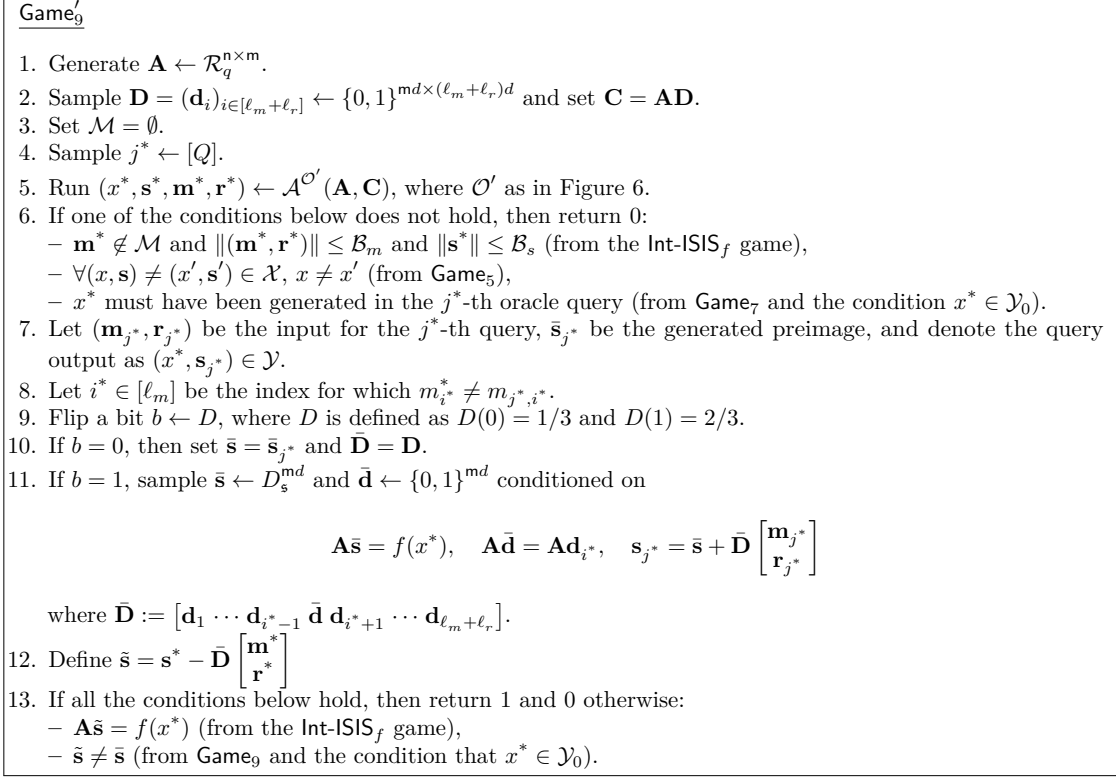 Game′₉
1. Generate A ← R_q^{n×m}.
2. Sample D = (d_i)_{i∈[ℓ_m+ℓ_r]} ← {0, 1}^{md×(ℓ_m+ℓ_r)d} and set C = AD.
3. Set M = ∅.
4. Sample j* ← [Q].
5. Run (x*, s*, m*, r*) ← A^{O′}(A, C), where O′ as in Figure 6.
6. If one of the conditions below does not hold, then return 0:
– m* ∉ M and ‖(m*, r*)‖ ≤ B_m and ‖s*‖ ≤ B_s (from the Int-ISIS_f game),
– ∀(x, s) ≠ (x′, s′) ∈ X, x ≠ x′ (from Game₅),
– x* must have been generated in the j*-th oracle query (from Game₇ and the condition x* ∈ Y₀).
7. Let (m_{j*}, r_{j*}) be the input for the j*-th query, s̄_{j*} be the generated preimage, and denote the query
output as (x*, s_{j*}) ∈ Y.
8. Let i* ∈ [ℓ_m] be the index for which m*_{i*} ≠ m_{j*,i*}.
9. Flip a bit b ← D, where D is defined as D(0) = 1/3 and D(1) = 2/3.
10. If b = 0, then set s̄ = s̄_{j*} and D̄ = D.
11. If b = 1, sample s̄ ← D_s^{md} and d̄ ← {0, 1}^{md} conditioned on
As̄ = f(x*), Ad̄ = Ad_{i*}, s_{j*} = s̄ + D̄ [m_{j*} r_{j*}]
where D̄ := [d₁ ⋯ d_{i*−1} d̄ d_{i*+1} ⋯ d_{ℓ_m+ℓ_r}].
12. Define s̃ = s* − D̄ [m* r*]
13. If all the conditions below hold, then return 1 and 0 otherwise:
– As̃ = f(x*) (from the Int-ISIS_f game),
– s̃ ≠ s̄ (from Game₉ and the condition that x* ∈ Y₀).